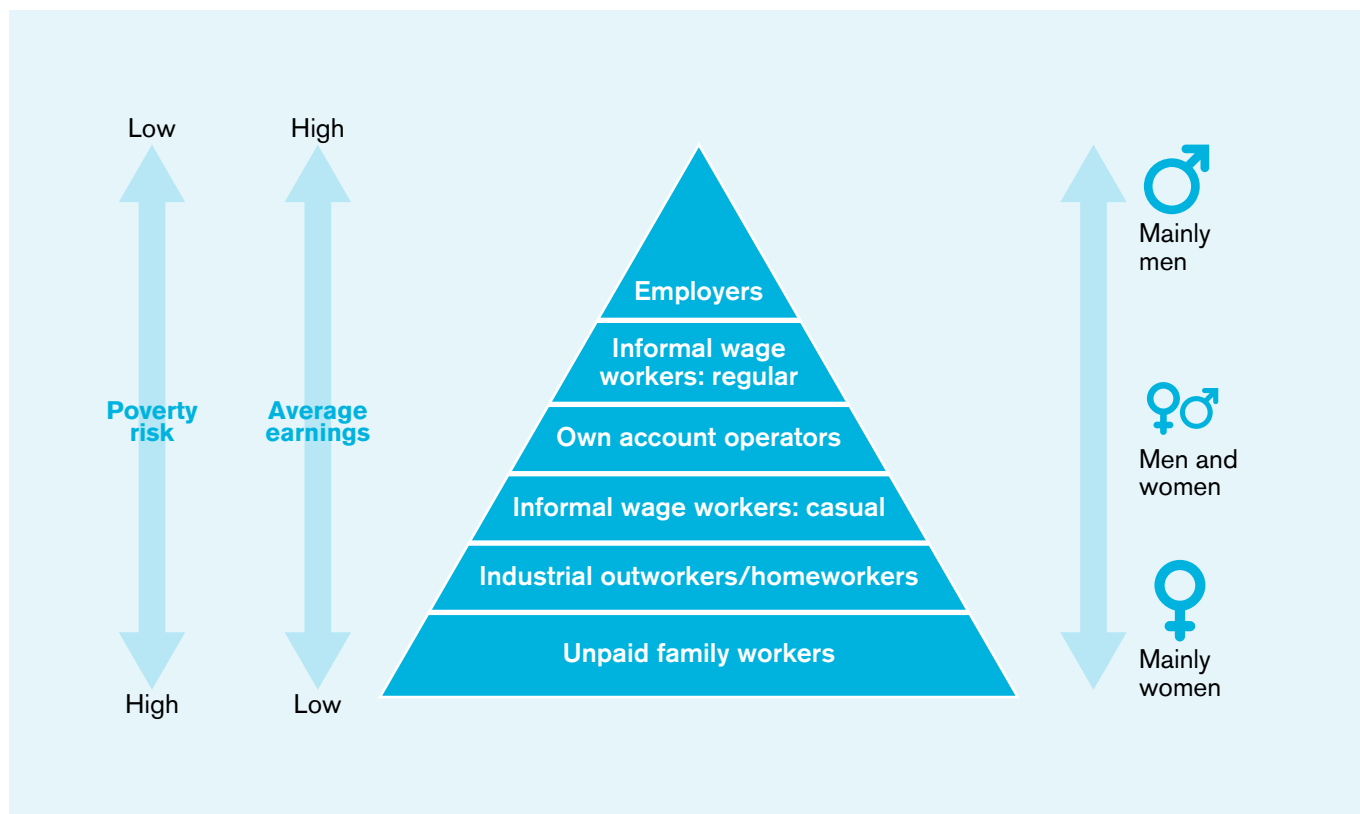 Low
High
Poverty
risk
Average
earnings
High
Low
Employers
Informal wage
workers: regular
Own account operators
Informal wage workers: casual
Industrial outworkers/homeworkers
Unpaid family workers
Mainly
men
Men and
women
Mainly
women